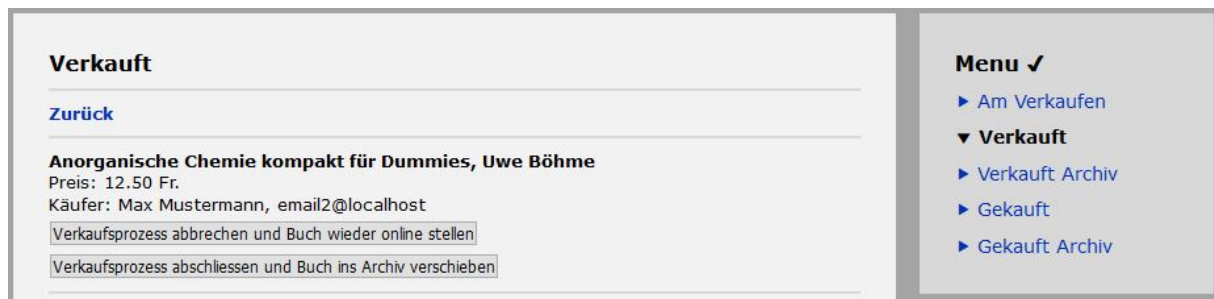 Verkauft
Zurück
Anorganische Chemie kompakt für Dummies, Uwe Böhme
Preis: 12.50 Fr.
Käufer: Max Mustermann, email2@localhost
Verkaufsprozess abbrechen und Buch wieder online stellen
Verkaufsprozess abschliessen und Buch ins Archiv verschieben
Menu ✓
► Am Verkaufen
▼ Verkauft
► Verkauft Archiv
► Gekauft
► Gekauft Archiv